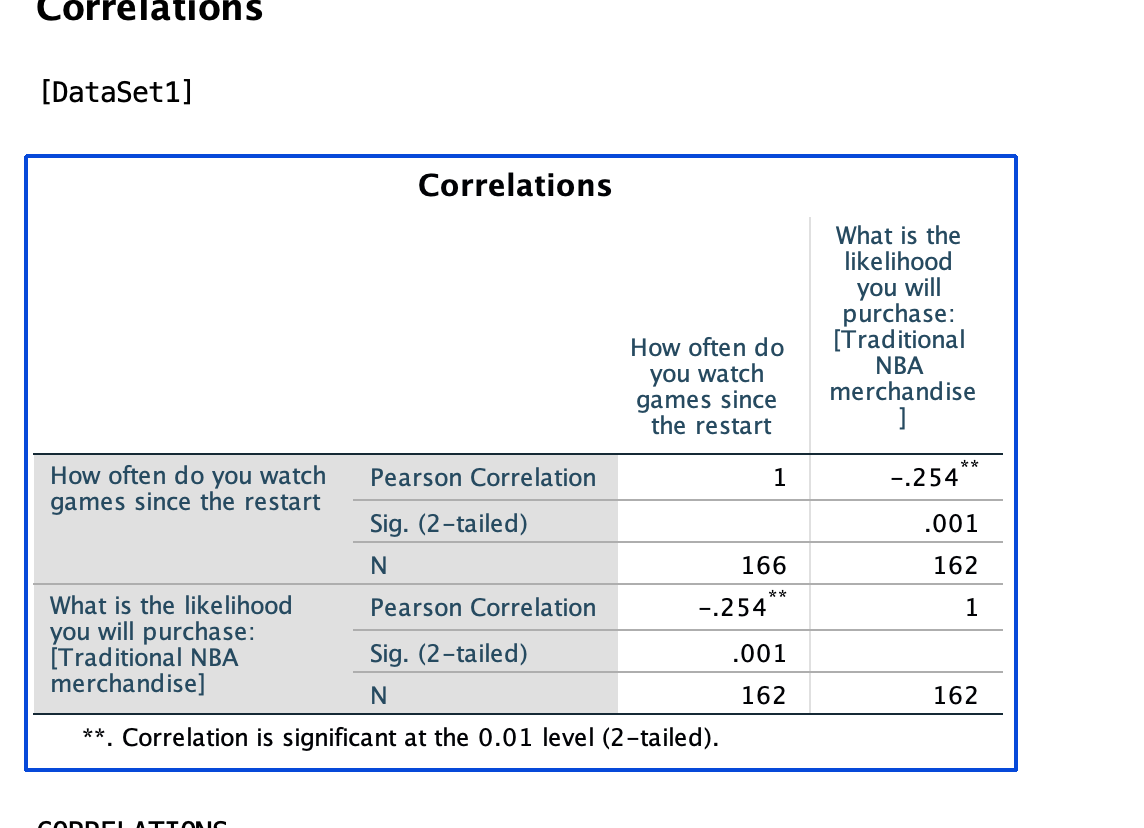 Correlations
[DataSet1]
Correlations
How often do
you watch
games since
the restart
What is the
likelihood
you will
purchase:
[Traditional
NBA
merchandise
]
How often do you watch
games since the restart
Pearson Correlation 1 -.254**
Sig. (2-tailed) .001
N 166 162
What is the likelihood
you will purchase:
[Traditional NBA
merchandise]
Pearson Correlation -.254** 1
Sig. (2-tailed) .001
N 162 162
**. Correlation is significant at the 0.01 level (2-tailed).
CORRELATIONS